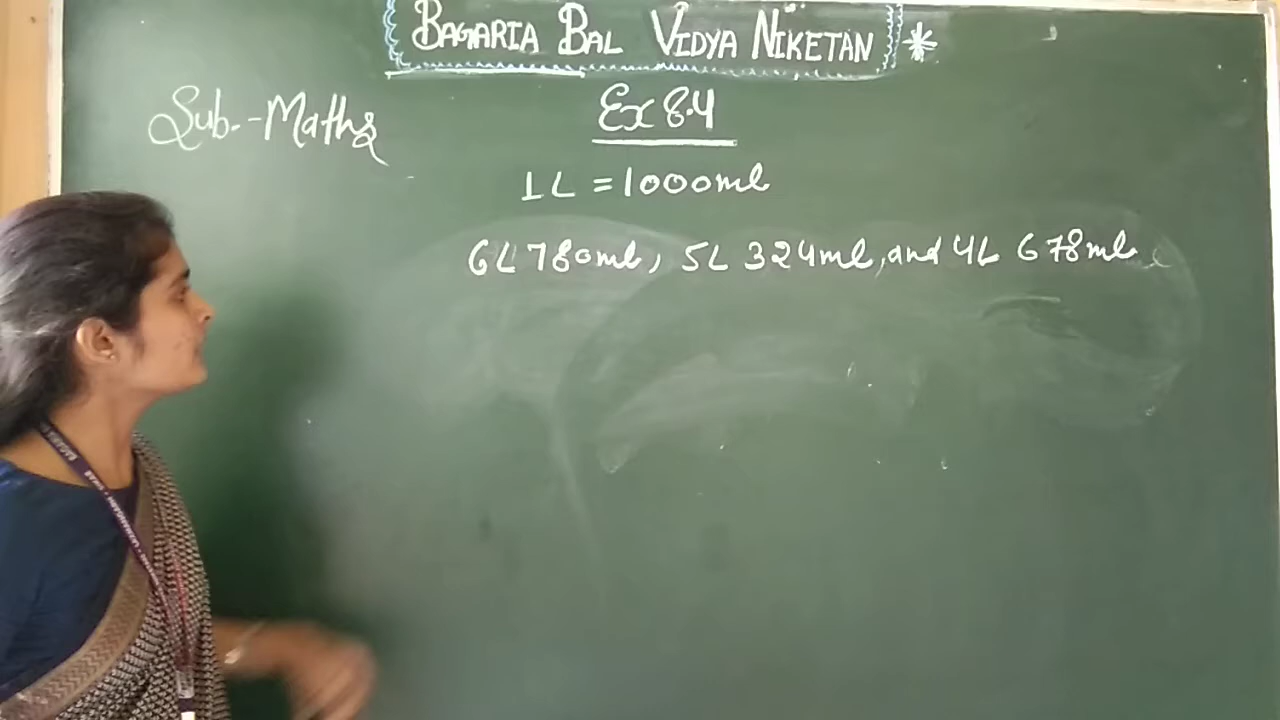 BAGARIA BAL VIDYA NIKETAN *
Sub.-Maths
Ex 8.4
1L = 1000ml
6L 780ml, 5L 324ml, and 4L 678ml